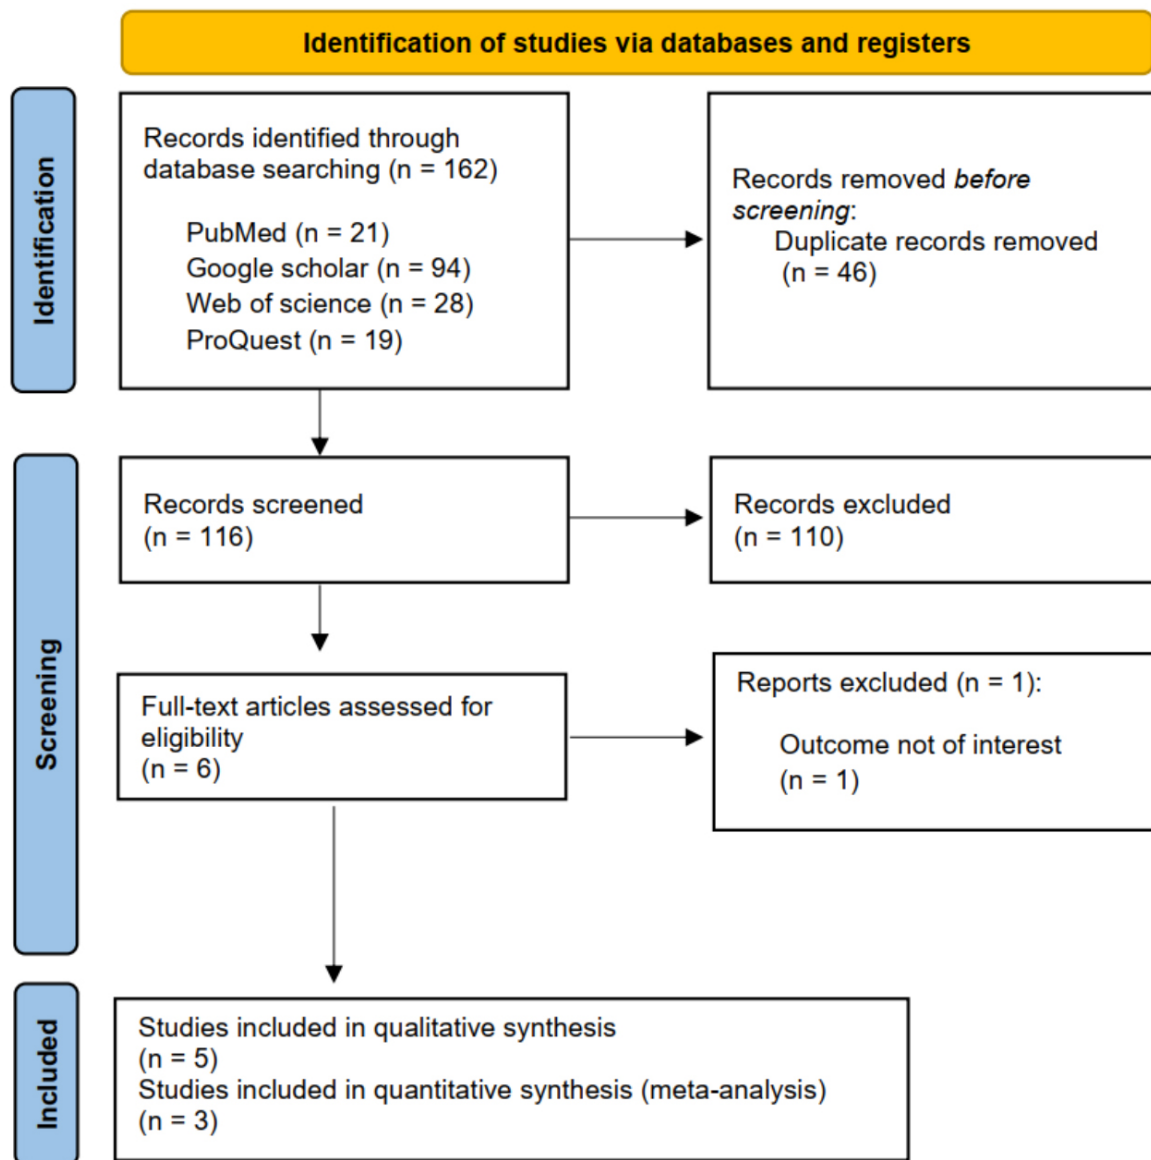 Identification of studies via databases and registers
Identification
Records identified through
database searching (n = 162)
PubMed (n = 21)
Google scholar (n = 94)
Web of science (n = 28)
ProQuest (n = 19)
Records removed before
screening:
Duplicate records removed
(n = 46)
Screening
Records screened
(n = 116)
Records excluded
(n = 110)
Full-text articles assessed for
eligibility
(n = 6)
Reports excluded (n = 1):
Outcome not of interest
(n = 1)
Included
Studies included in qualitative synthesis
(n = 5)
Studies included in quantitative synthesis (meta-analysis)
(n = 3)